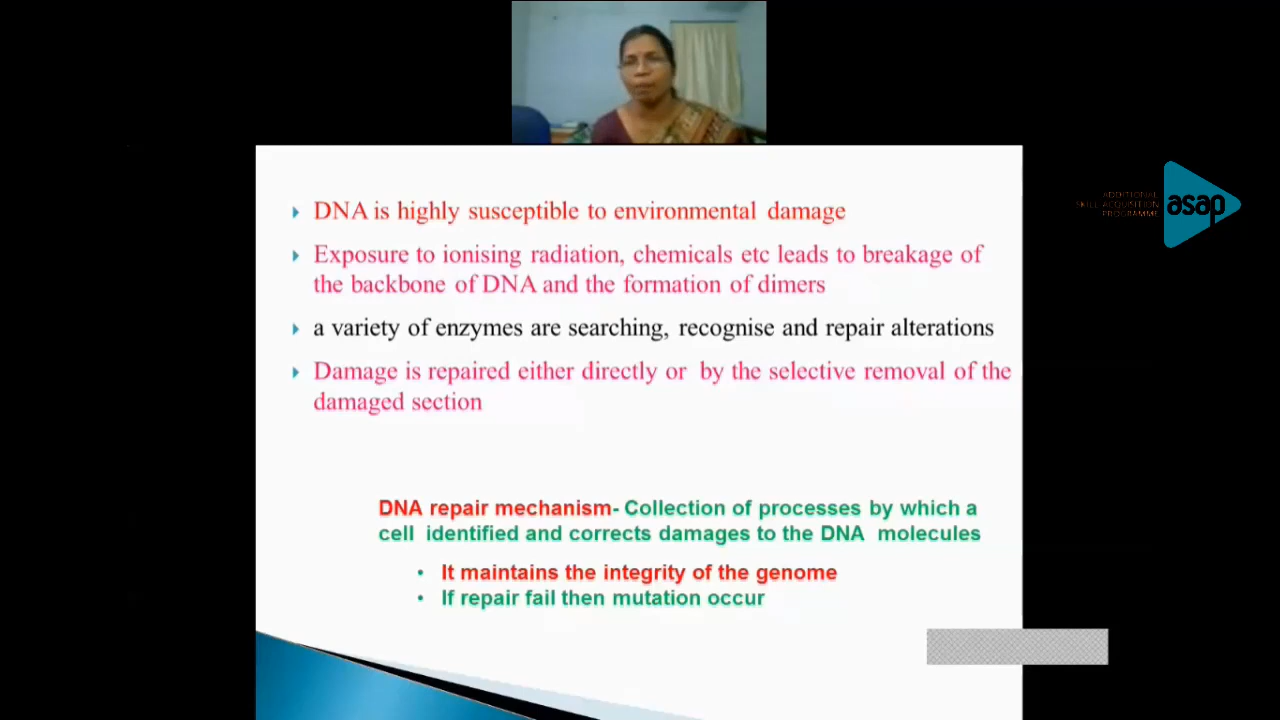 DNA is highly susceptible to environmental damage
Exposure to ionising radiation, chemicals etc leads to breakage of
the backbone of DNA and the formation of dimers
a variety of enzymes are searching, recognise and repair alterations
Damage is repaired either directly or by the selective removal of the
damaged section
DNA repair mechanism- Collection of processes by which a
cell identified and corrects damages to the DNA molecules
• It maintains the integrity of the genome
• If repair fail then mutation occur
ADDITIONAL
SKILL ACQUISITION
PROGRAMME
asap